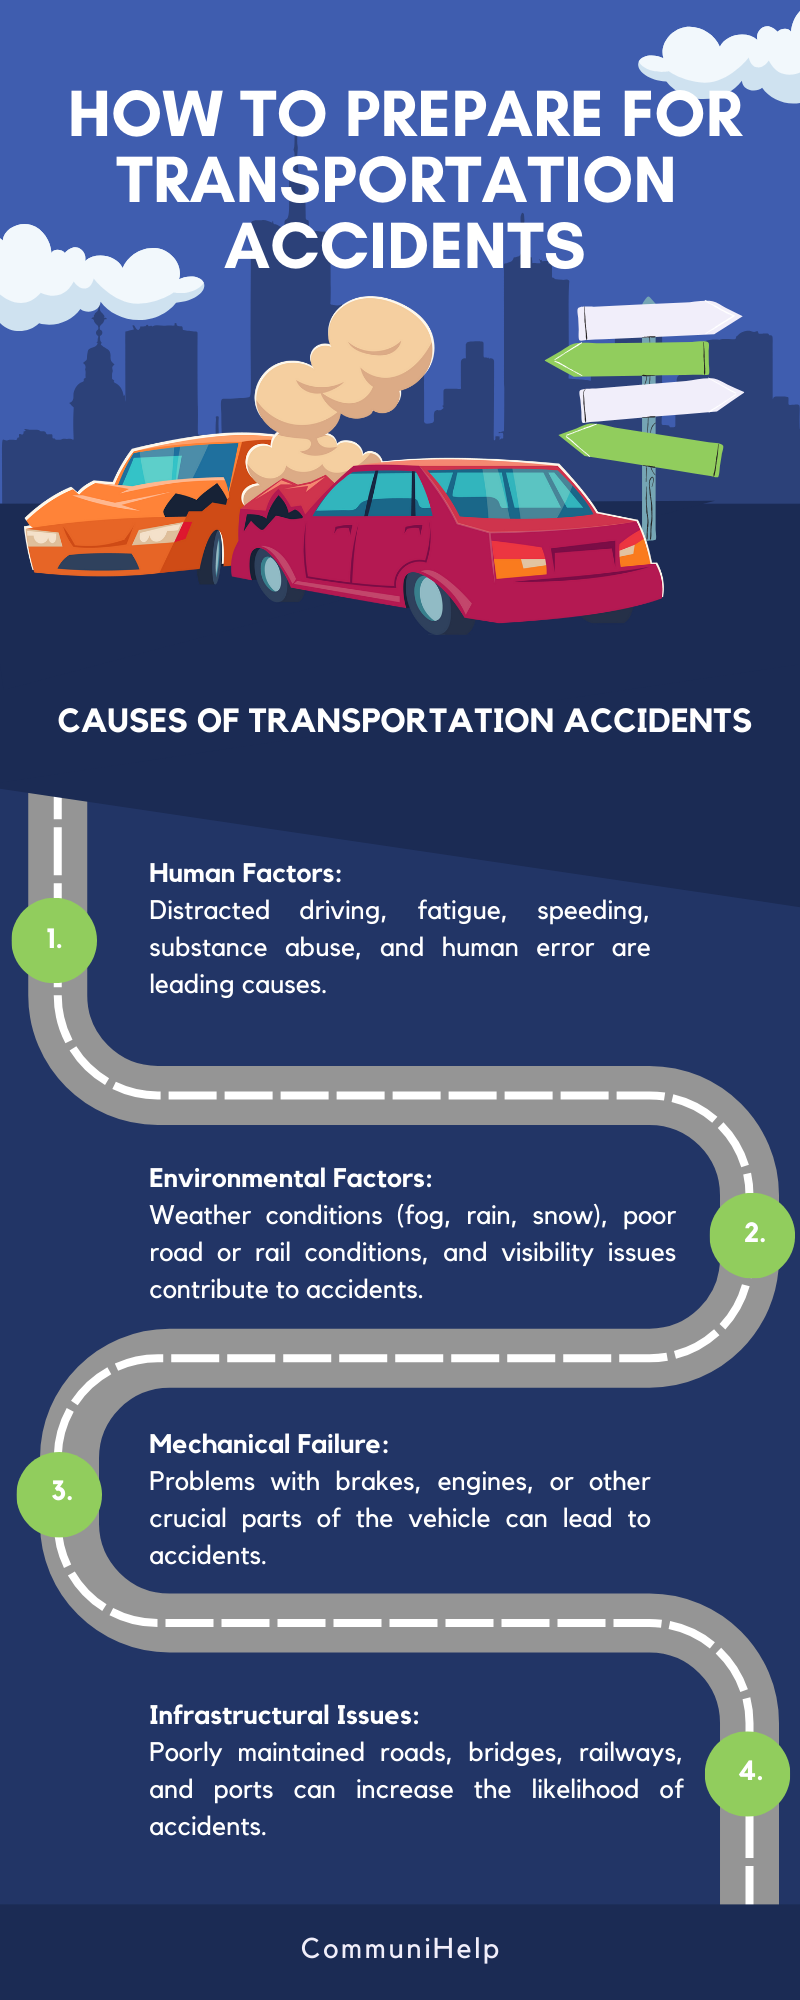 HOW TO PREPARE FOR
TRANSPORTATION
ACCIDENTS
CAUSES OF TRANSPORTATION ACCIDENTS
1.
Human Factors:
Distracted driving, fatigue, speeding,
substance abuse, and human error are
leading causes.
2.
Environmental Factors:
Weather conditions (fog, rain, snow), poor
road or rail conditions, and visibility issues
contribute to accidents.
3.
Mechanical Failure:
Problems with brakes, engines, or other
crucial parts of the vehicle can lead to
accidents.
4.
Infrastructural Issues:
Poorly maintained roads, bridges, railways,
and ports can increase the likelihood of
accidents.
CommuniHelp